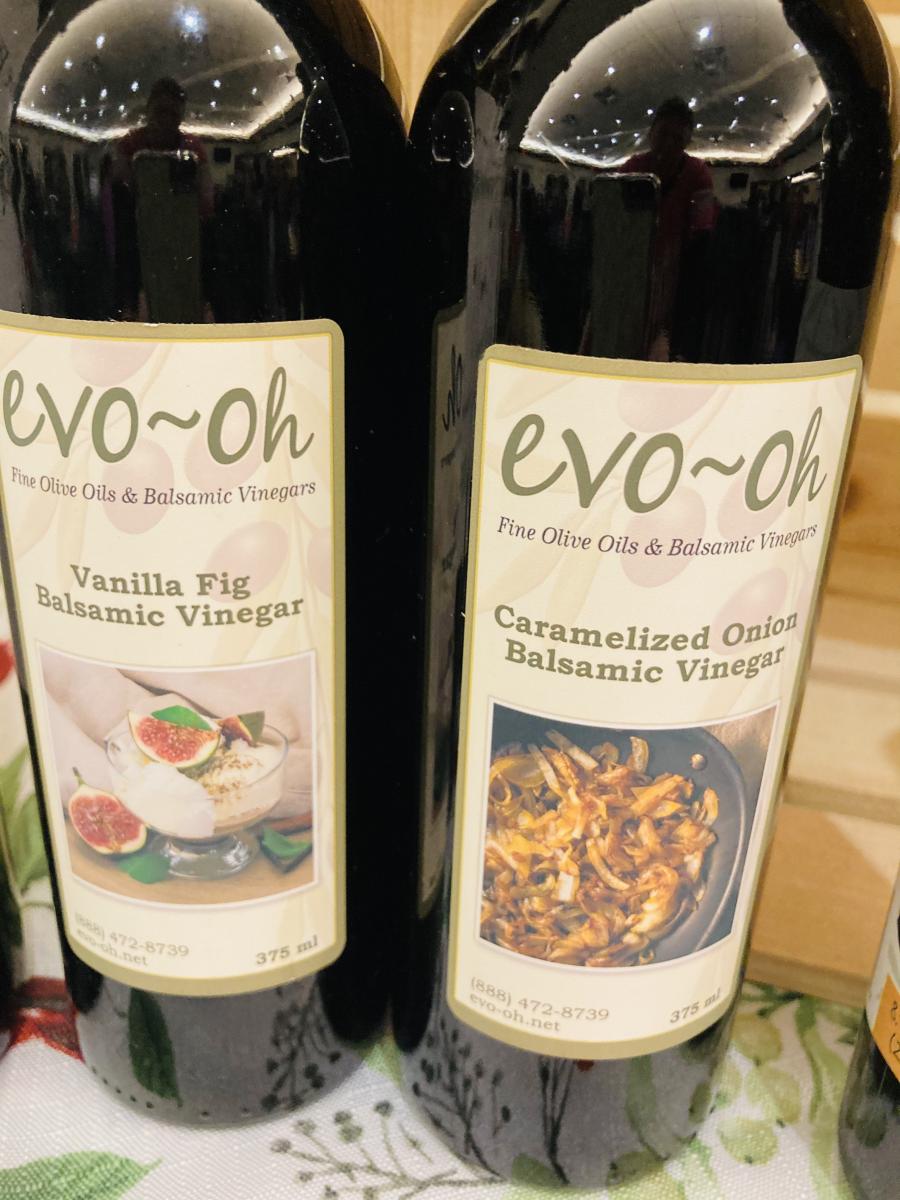 evo~oh
Fine Olive Oils & Balsamic Vinegars
Vanilla Fig
Balsamic Vinegar
(888) 472-8739
evo-oh.net
375 ml
evo~oh
Fine Olive Oils & Balsamic Vinegars
Caramelized Onion
Balsamic Vinegar
(888) 472-8739
evo-oh.net
375 ml